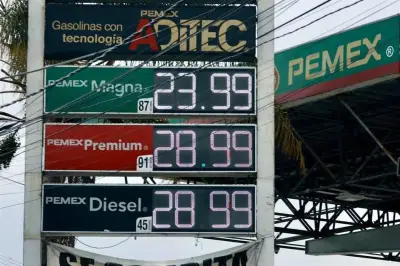 PEMEX
Gasolinas con
tecnología
ADITEC
PEMEX Magna
87
23.99
PEMEX Premium
91
28.99
PEMEX Diesel
45
28.99
PEMEX®